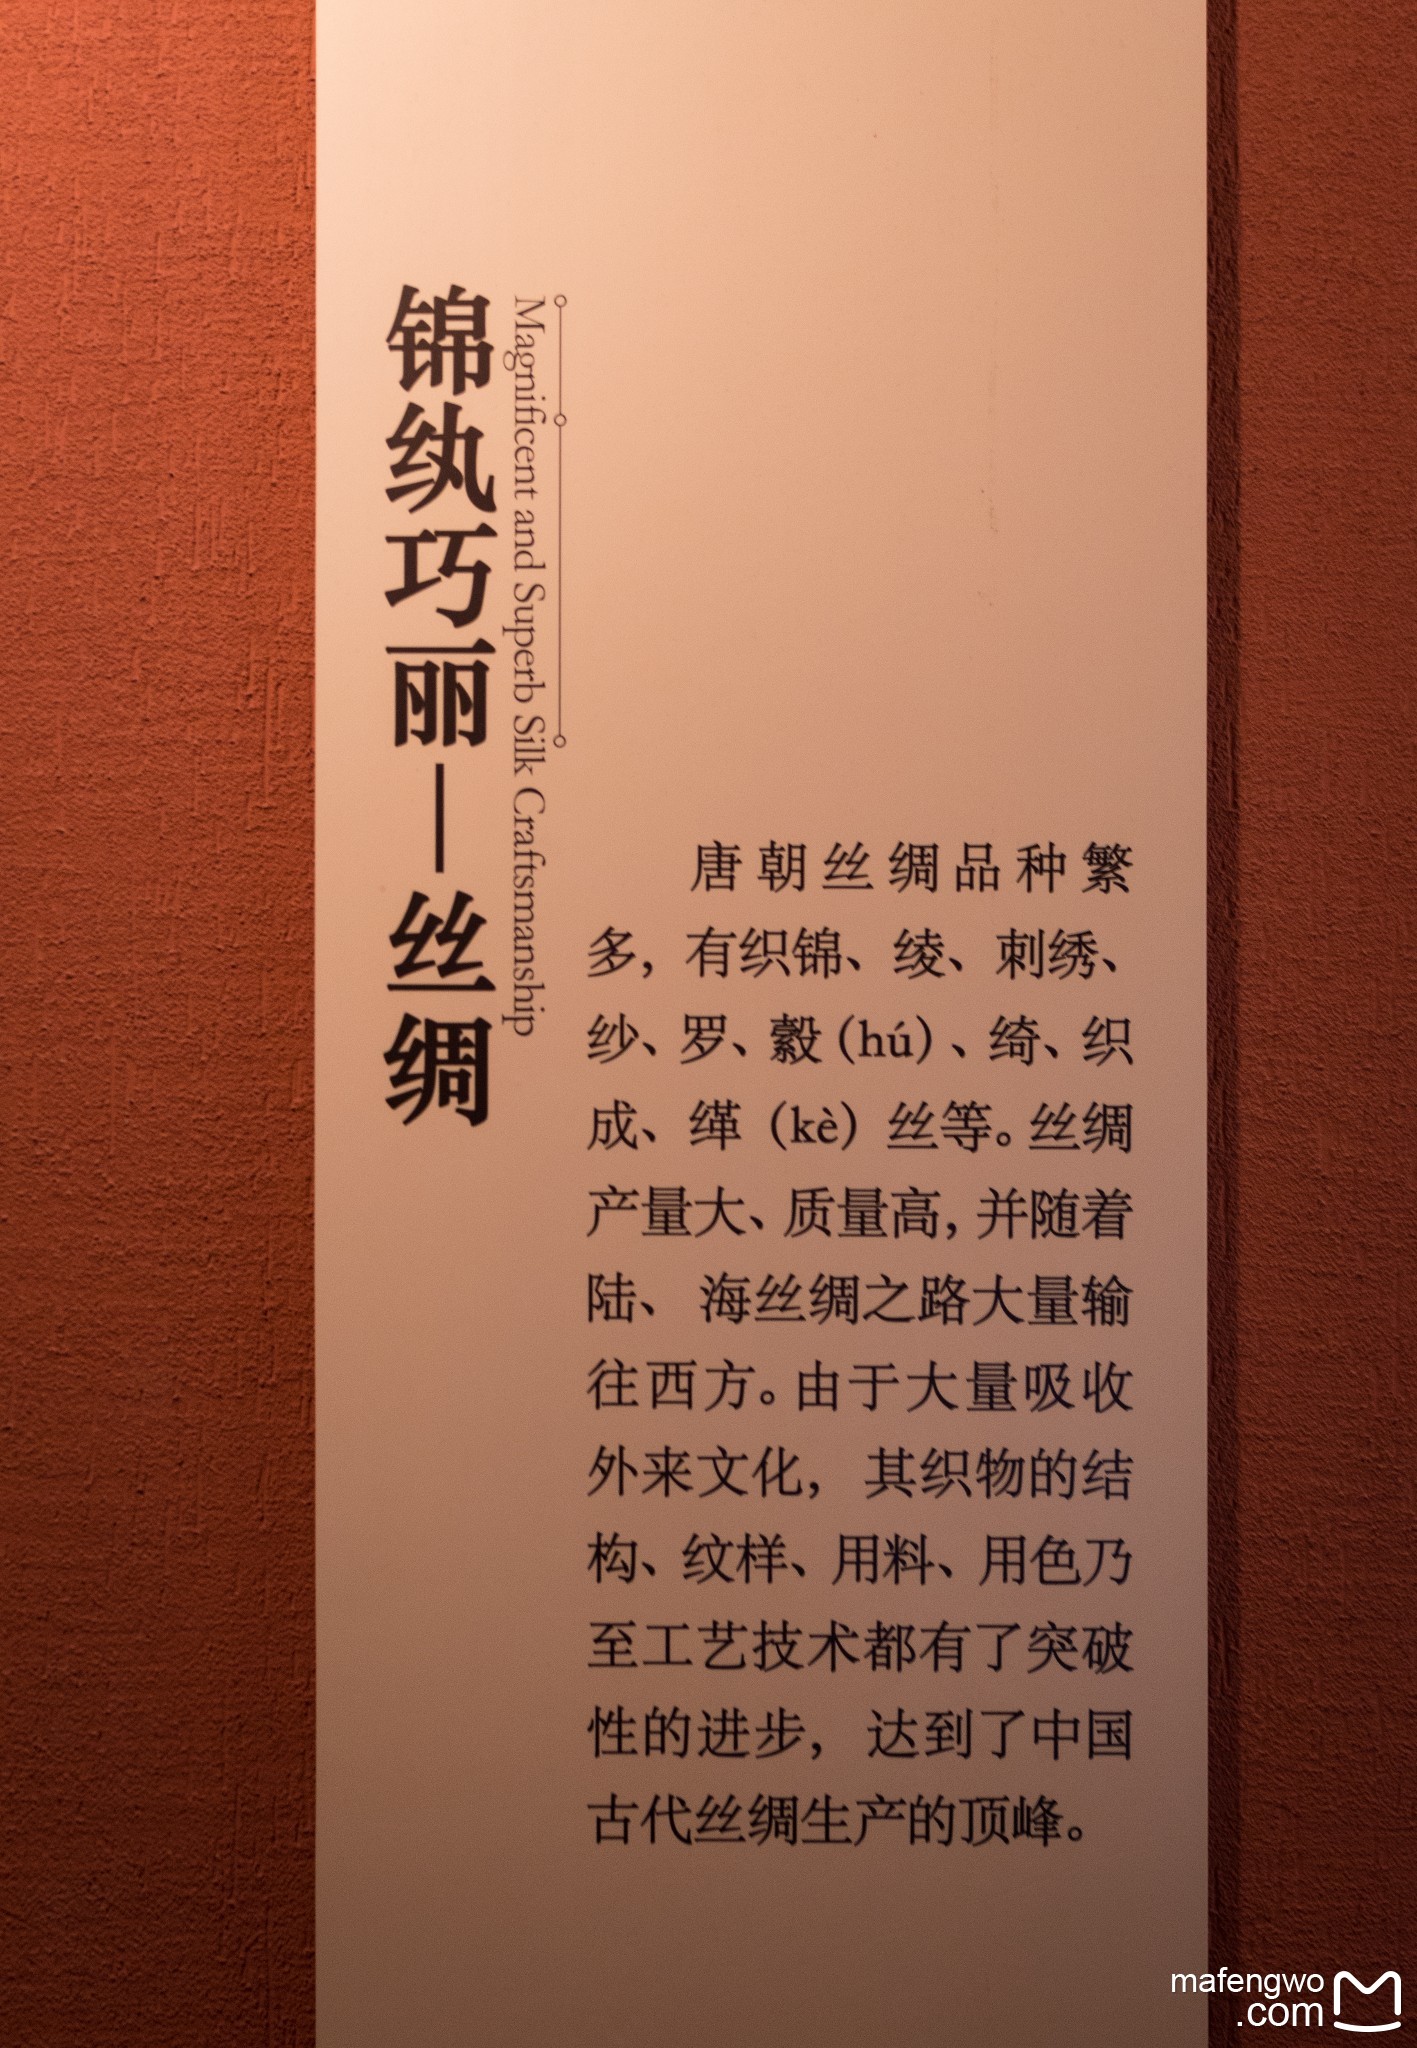 锦纨巧丽—丝绸
Magnificent and Superb Silk Craftsmanship
唐朝丝绸品种繁
多，有织锦、绫、刺绣、
纱、罗、縠（hú）、绮、织
成、缂（kè）丝等。丝绸
产量大、质量高，并随着
陆、海丝绸之路大量输
往西方。由于大量吸收
外来文化，其织物的结
构、纹样、用料、用色乃
至工艺技术都有了突破
性的进步，达到了中国
古代丝绸生产的顶峰。
mafengwo
.com